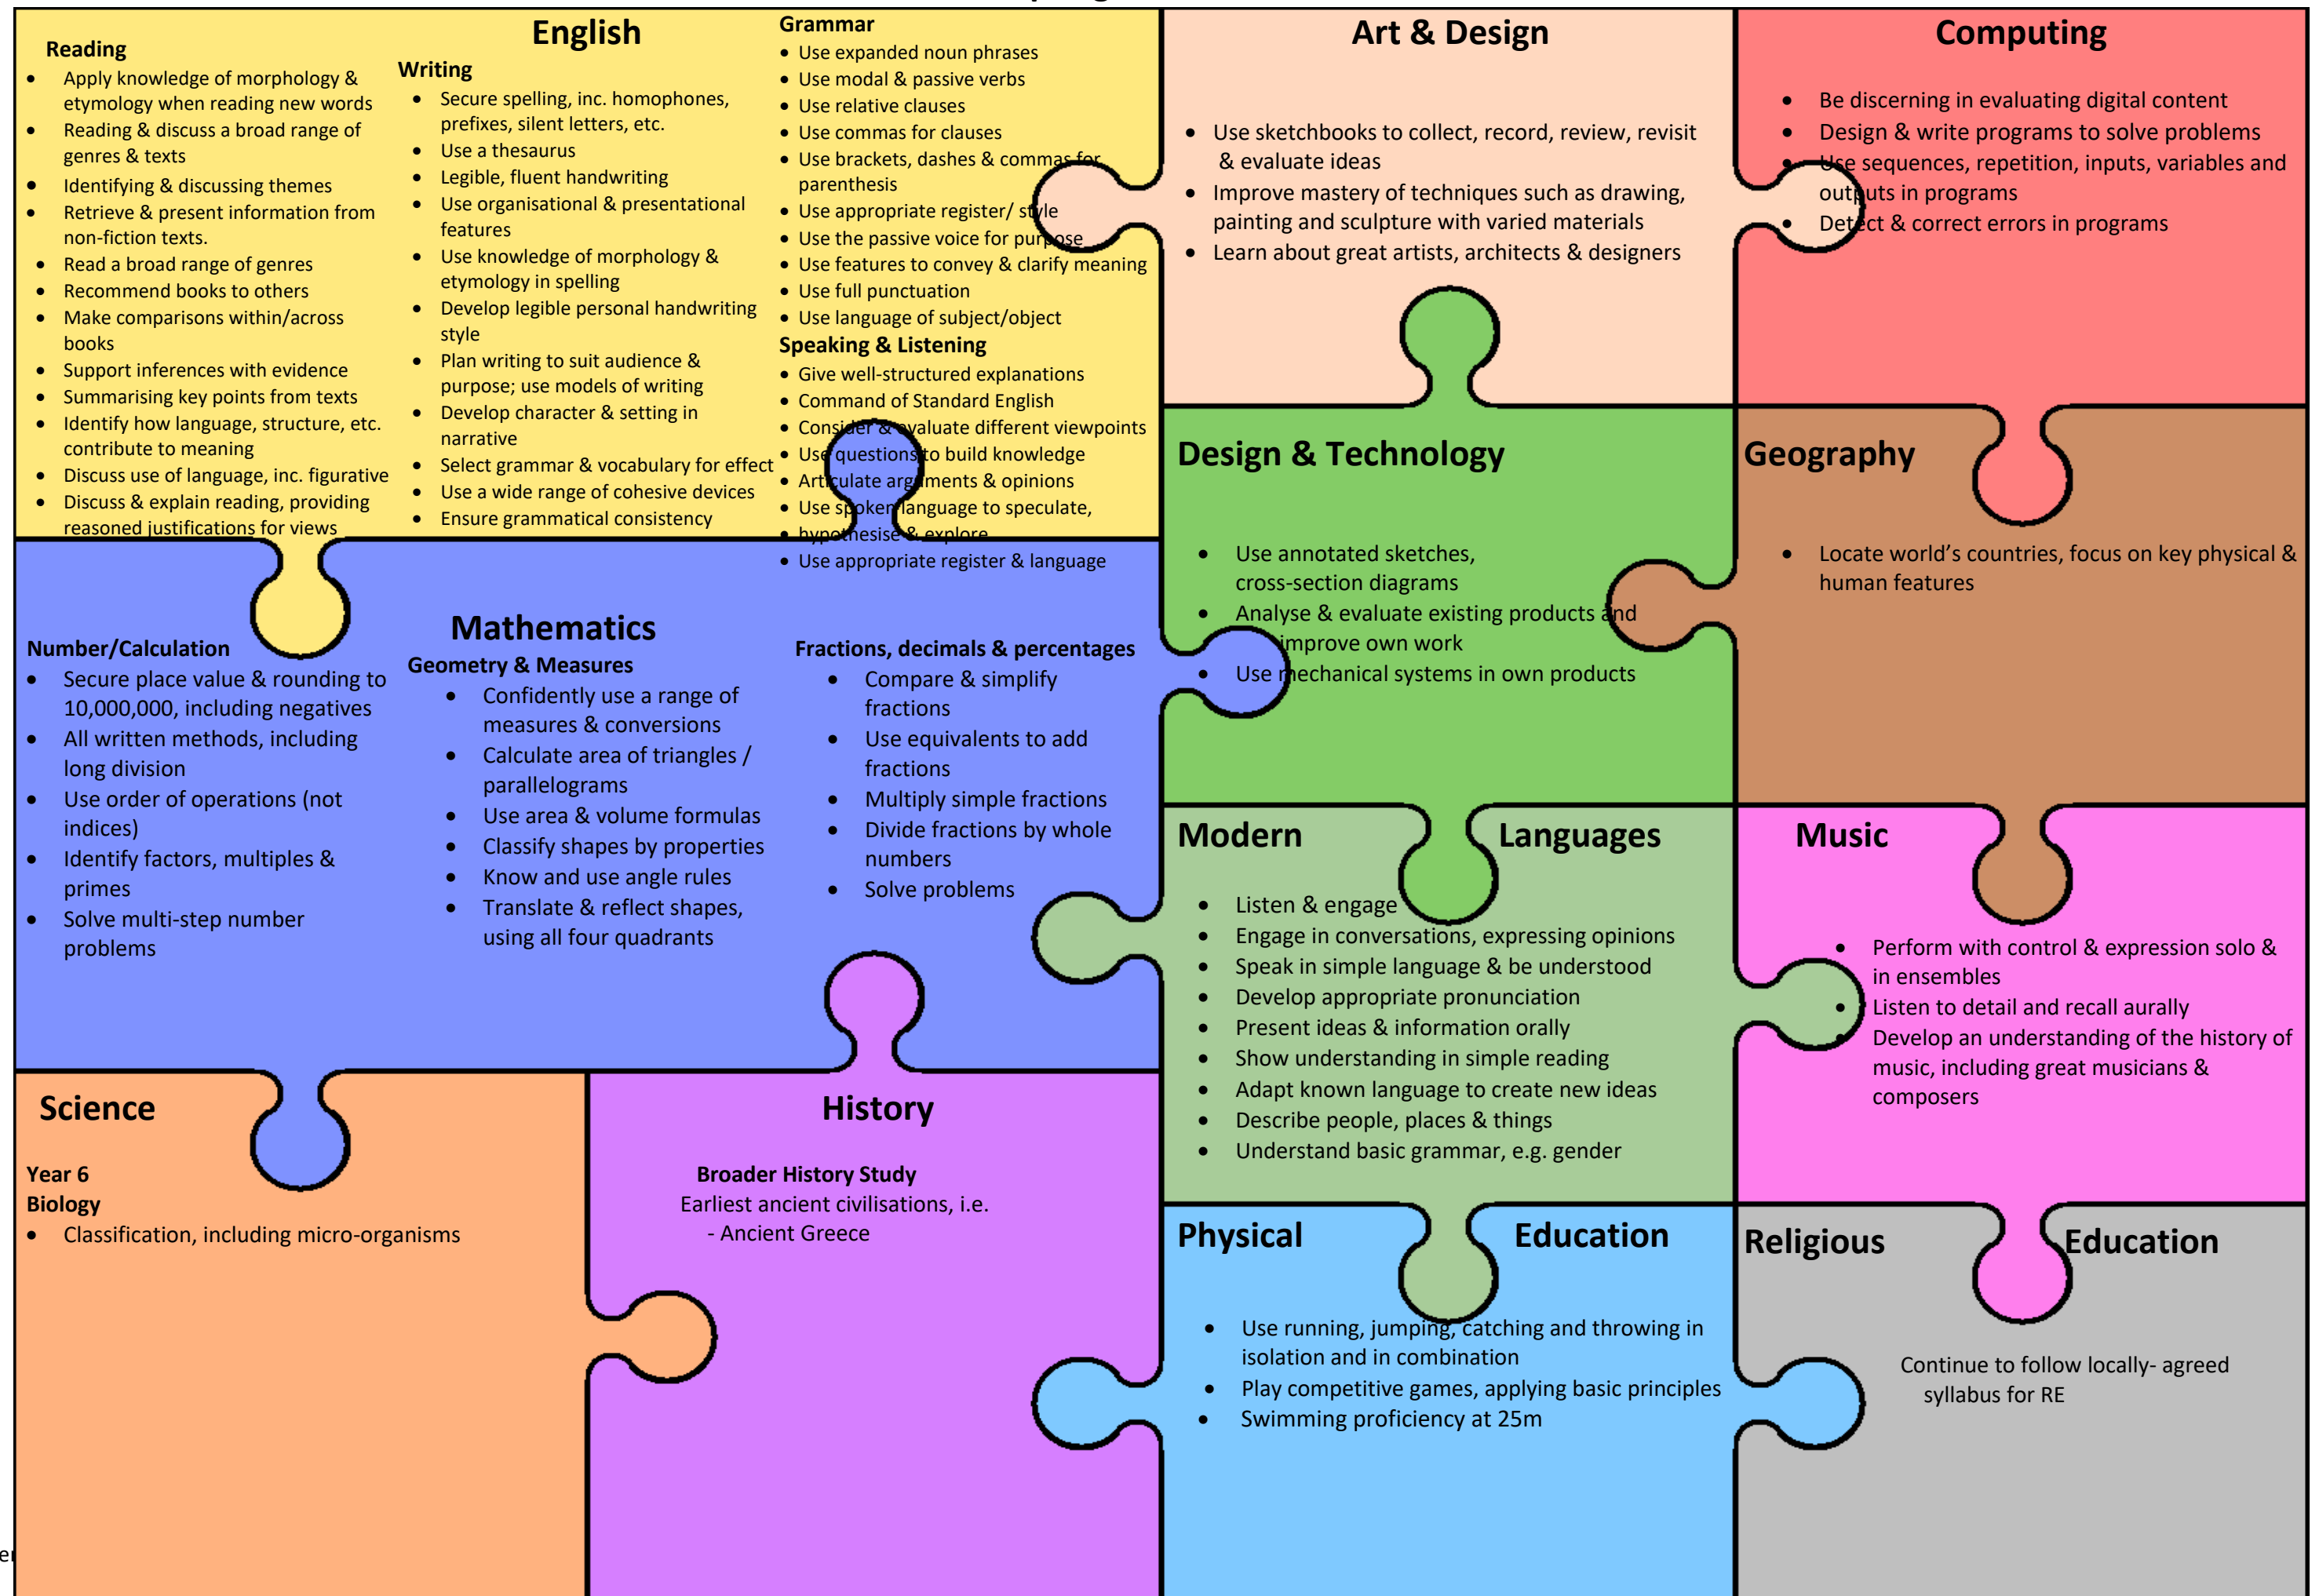 English
Reading
• Apply knowledge of morphology &
etymology when reading new words
• Reading & discuss a broad range of
genres & texts
• Identifying & discussing themes
• Retrieve & present information from
non-fiction texts.
• Read a broad range of genres
• Recommend books to others
• Make comparisons within/across
books
• Support inferences with evidence
• Summarising key points from texts
• Identify how language, structure, etc.
contribute to meaning
• Discuss use of language, inc. figurative
• Discuss & explain reading, providing
reasoned justifications for views
Writing
• Secure spelling, inc. homophones,
prefixes, silent letters, etc.
• Use a thesaurus
• Legible, fluent handwriting
• Use organisational & presentational
features
• Use knowledge of morphology &
etymology in spelling
• Develop legible personal handwriting
style
• Plan writing to suit audience &
purpose; use models of writing
• Develop character & setting in
narrative
• Select grammar & vocabulary for effect
• Use a wide range of cohesive devices
• Ensure grammatical consistency
Grammar
• Use expanded noun phrases
• Use modal & passive verbs
• Use relative clauses
• Use commas for clauses
• Use brackets, dashes & commas for
parenthesis
• Use appropriate register/ style
• Use the passive voice for purpose
• Use features to convey & clarify meaning
• Use full punctuation
• Use language of subject/object
Speaking & Listening
• Give well-structured explanations
• Command of Standard English
• Consider & evaluate different viewpoints
• Use questions to build knowledge
• Articulate arguments & opinions
• Use spoken language to speculate,
• hypothesise & explore
• Use appropriate register & language
Art & Design
• Use sketchbooks to collect, record, review, revisit
& evaluate ideas
• Improve mastery of techniques such as drawing,
painting and sculpture with varied materials
• Learn about great artists, architects & designers
Computing
• Be discerning in evaluating digital content
• Design & write programs to solve problems
• Use sequences, repetition, inputs, variables and
outputs in programs
• Detect & correct errors in programs
Design & Technology
• Use annotated sketches,
cross-section diagrams
• Analyse & evaluate existing products and
improve own work
• Use mechanical systems in own products
Geography
• Locate world's countries, focus on key physical &
human features
Mathematics
Number/Calculation
• Secure place value & rounding to
10,000,000, including negatives
• All written methods, including
long division
• Use order of operations (not
indices)
• Identify factors, multiples &
primes
• Solve multi-step number
problems
Geometry & Measures
• Confidently use a range of
measures & conversions
• Calculate area of triangles /
parallelograms
• Use area & volume formulas
• Classify shapes by properties
• Know and use angle rules
• Translate & reflect shapes,
using all four quadrants
Fractions, decimals & percentages
• Compare & simplify
fractions
• Use equivalents to add
fractions
• Multiply simple fractions
• Divide fractions by whole
numbers
• Solve problems
Modern Languages
• Listen & engage
• Engage in conversations, expressing opinions
• Speak in simple language & be understood
• Develop appropriate pronunciation
• Present ideas & information orally
• Show understanding in simple reading
• Adapt known language to create new ideas
• Describe people, places & things
• Understand basic grammar, e.g. gender
Music
• Perform with control & expression solo &
in ensembles
• Listen to detail and recall aurally
• Develop an understanding of the history of
music, including great musicians &
composers
Science
Year 6
Biology
• Classification, including micro-organisms
History
Broader History Study
Earliest ancient civilisations, i.e.
- Ancient Greece
Physical Education
• Use running, jumping, catching and throwing in
isolation and in combination
• Play competitive games, applying basic principles
• Swimming proficiency at 25m
Religious Education
Continue to follow locally- agreed
syllabus for RE